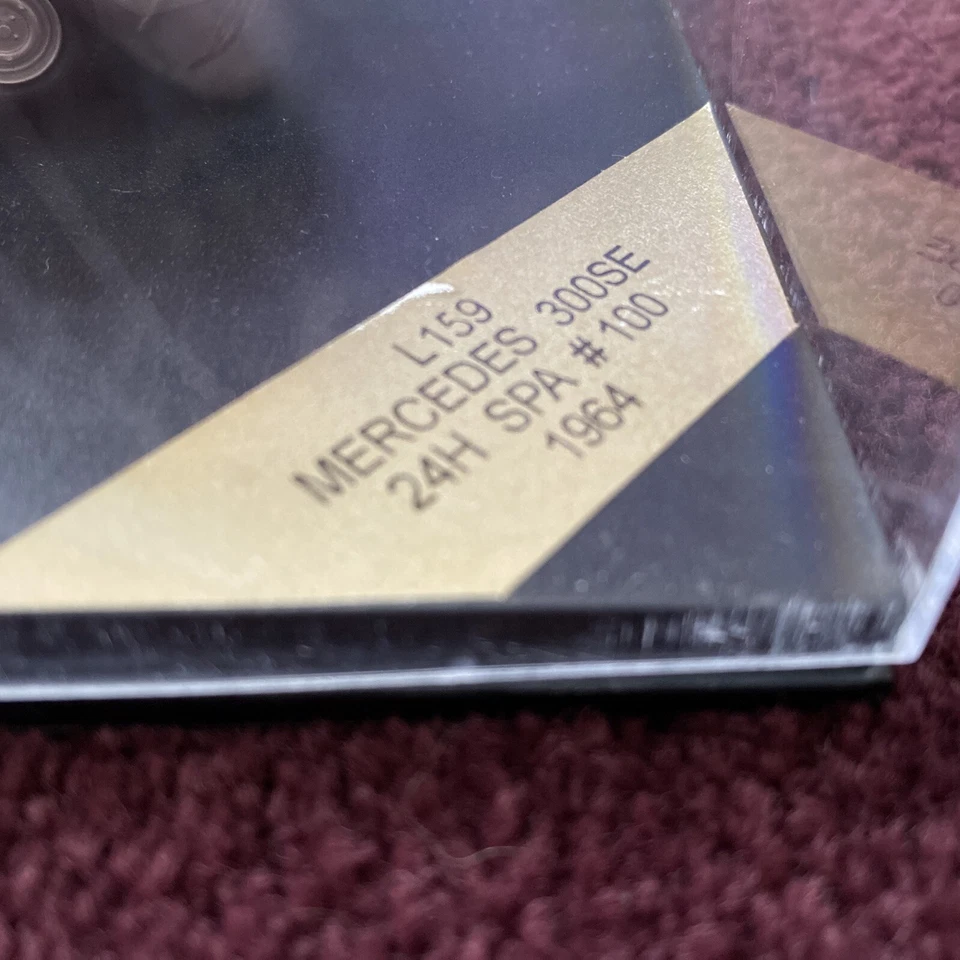 L159
MERCEDES 300SE
24H SPA #100
1964